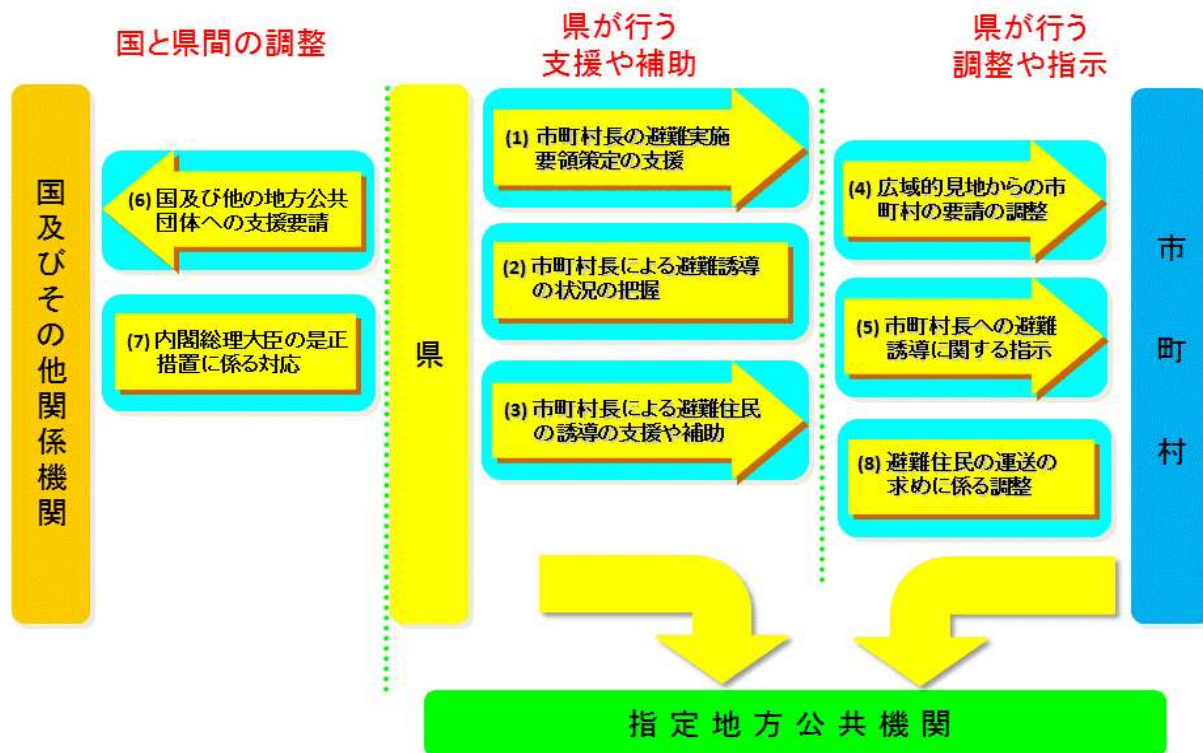 国と県間の調整
県が行う
支援や補助
県が行う
調整や指示
国及びその他関係機関
(6) 国及び他の地方公共
団体への支援要請
(7) 内閣総理大臣の是正
措置に係る対応
県
(1) 市町村長の避難実施
要領策定の支援
(2) 市町村長による避難誘導
の状況の把握
(3) 市町村長による避難住民
の誘導の支援や補助
(4) 広域的見地からの市
町村の要請の調整
(5) 市町村長への避難
誘導に関する指示
(8) 避難住民の運送の
求めに係る調整
市町村
指定地方公共機関